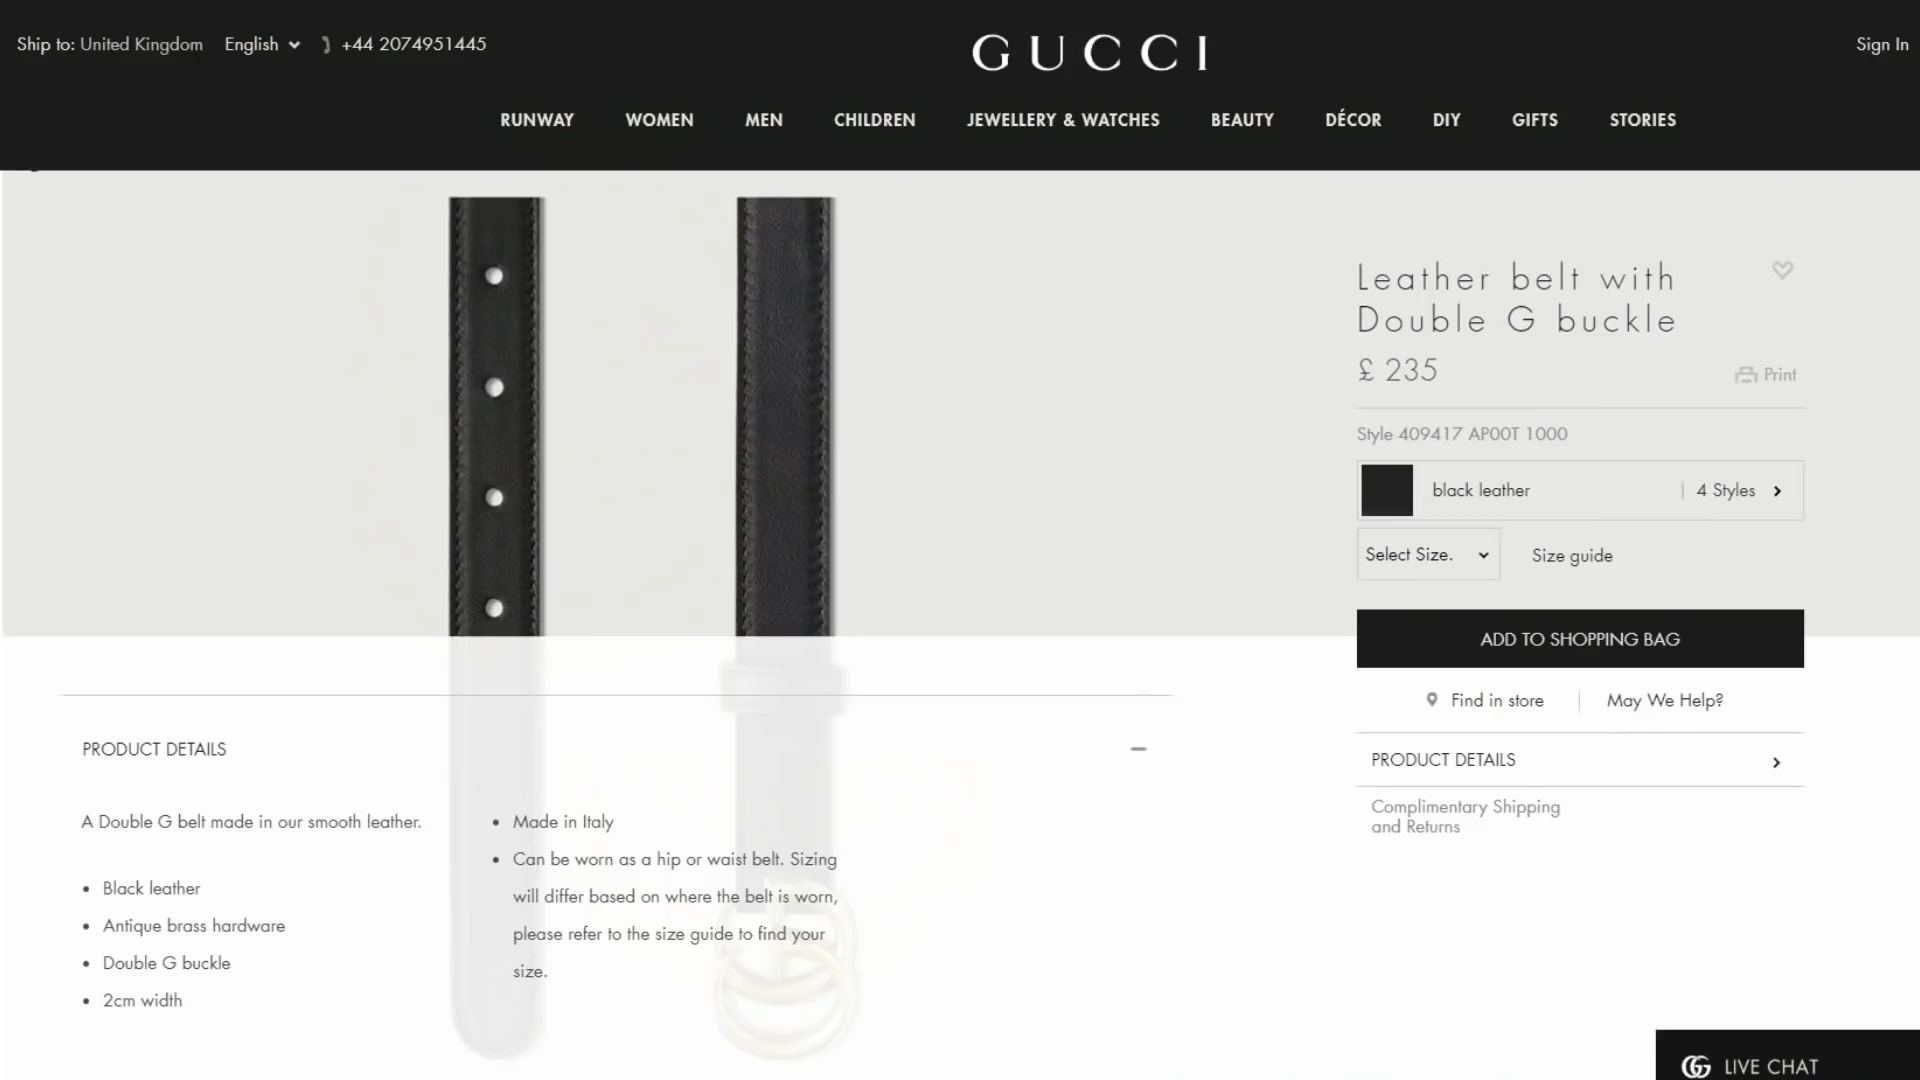 Ship to: United Kingdom English +44 2074951445
GUCCI
Sign In
RUNWAY WOMEN MEN CHILDREN JEWELLERY & WATCHES BEAUTY DÉCOR DIY GIFTS STORIES
Leather belt with
Double G buckle
£ 235
Print
Style 409417 AP00T 1000
black leather | 4 Styles
Select Size. Size guide
ADD TO SHOPPING BAG
Find in store May We Help?
PRODUCT DETAILS
Complimentary Shipping
and Returns
PRODUCT DETAILS
A Double G belt made in our smooth leather.
• Black leather
• Antique brass hardware
• Double G buckle
• 2cm width
• Made in Italy
• Can be worn as a hip or waist belt. Sizing
will differ based on where the belt is worn,
please refer to the size guide to find your
size.
LIVE CHAT